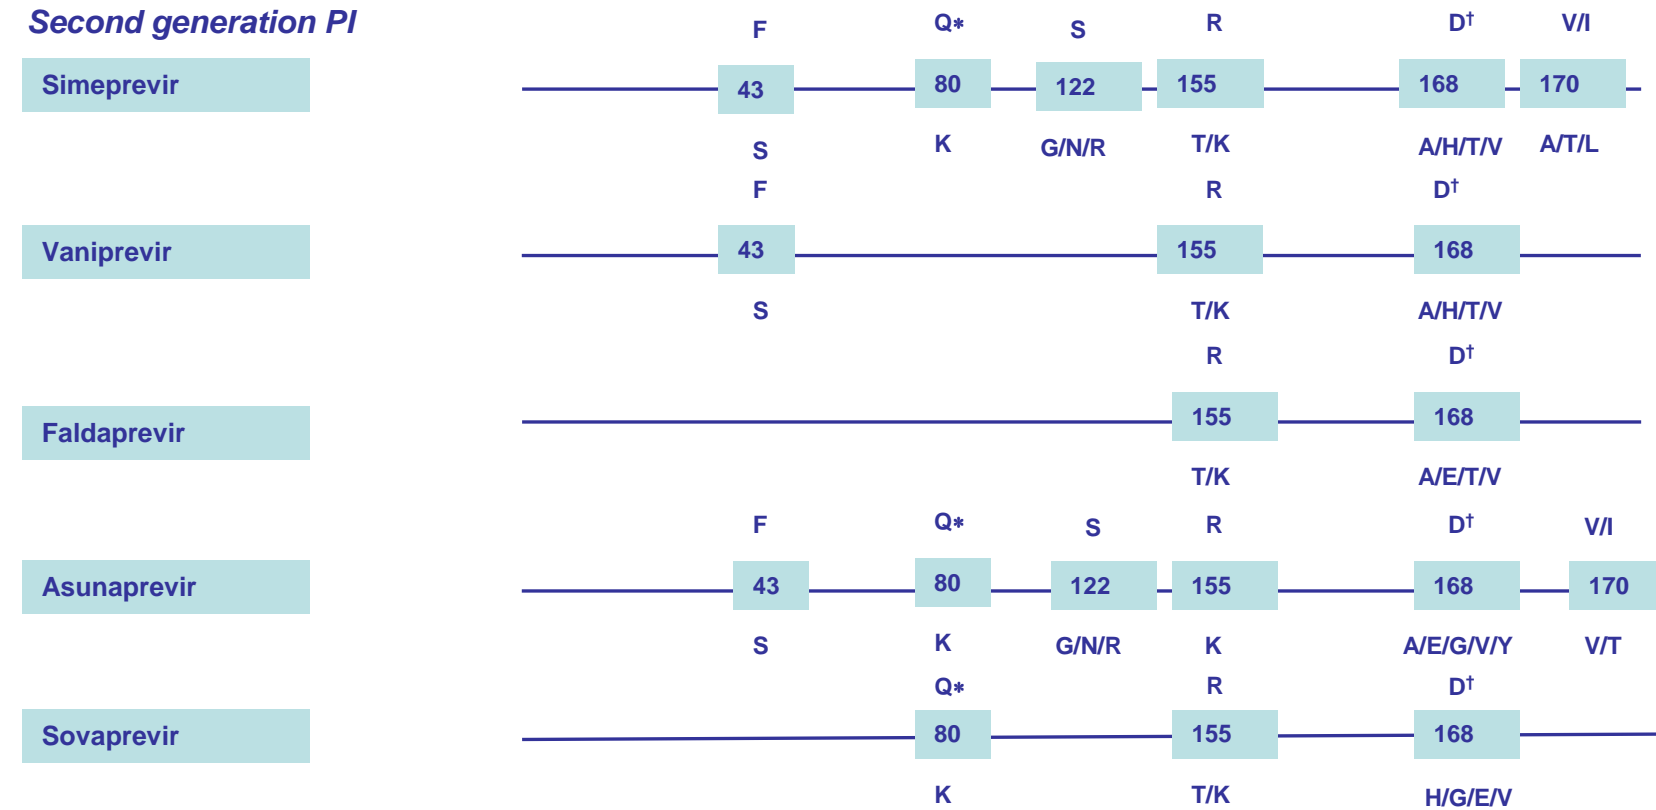 Second generation PI
F Q* S R D† V/I
Simeprevir 43 80 122 155 168 170
S K G/N/R T/K A/H/T/V A/T/L
F R D†
Vaniprevir 43 155 168
S T/K A/H/T/V
R D†
Faldaprevir 155 168
T/K A/E/T/V
F Q* S R D† V/I
Asunaprevir 43 80 122 155 168 170
S K G/N/R K A/E/G/V/Y V/T
Q* R D†
Sovaprevir 80 155 168
K T/K H/G/E/V